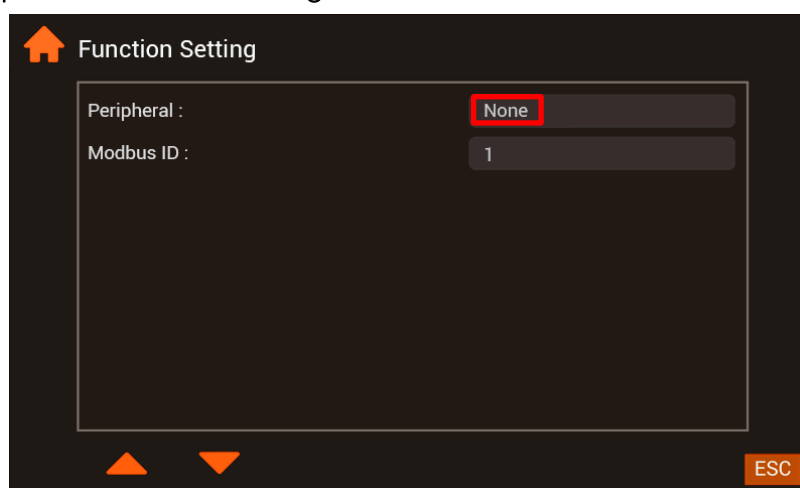 Function Setting
Peripheral : None
Modbus ID : 1
ESC